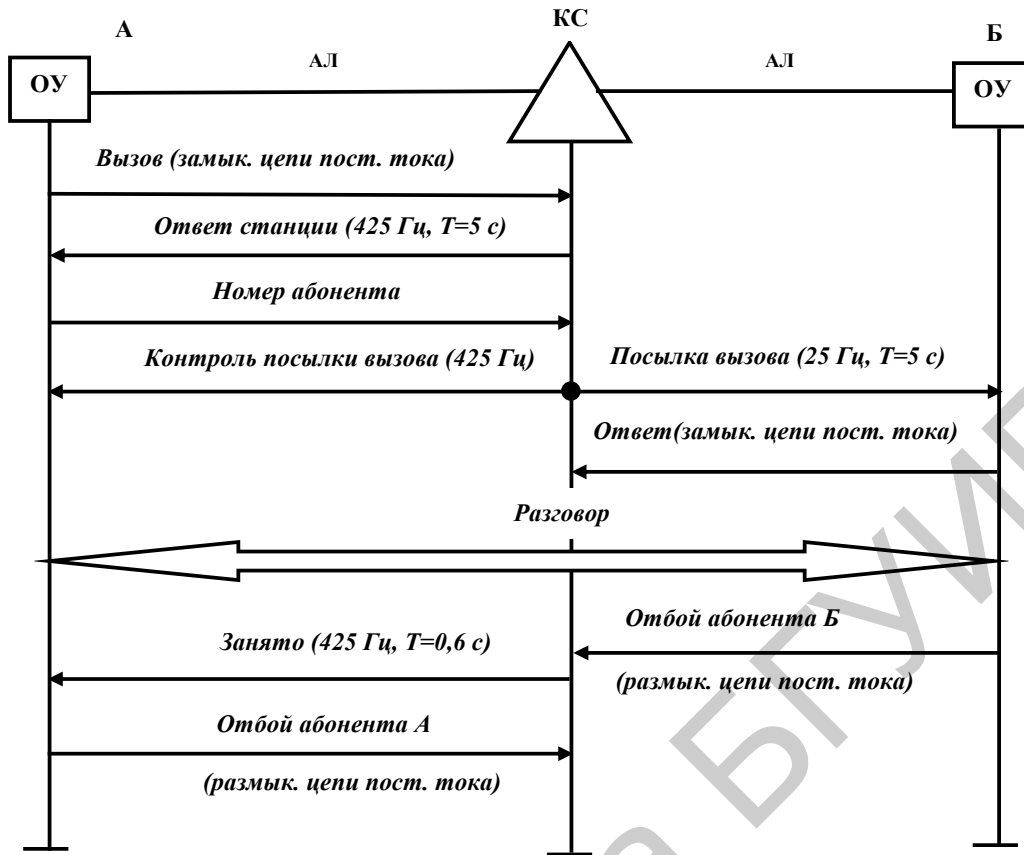 А
КС
Б
ОУ
АЛ
АЛ
ОУ
Вызов (замык. цепи пост. тока)
Ответ станции (425 Гц, T=5 с)
Номер абонента
Контроль посылки вызова (425 Гц)
Посылка вызова (25 Гц, T=5 с)
Ответ(замык. цепи пост. тока)
Разговор
Отбой абонента Б
Занято (425 Гц, T=0,6 с)
(размык. цепи пост. тока)
Отбой абонента А
(размык. цепи пост. тока)